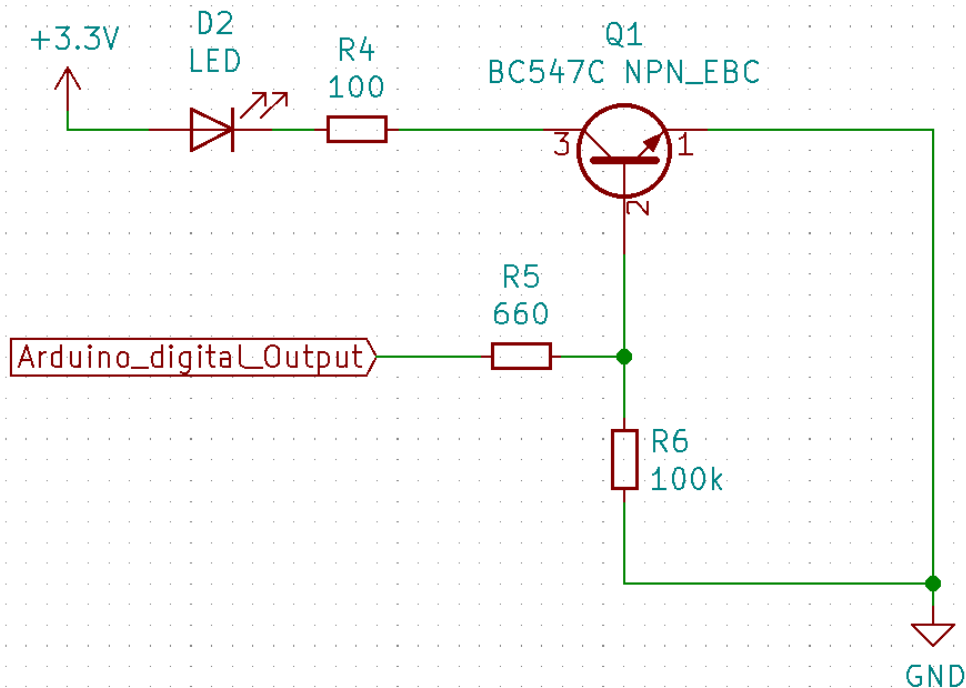 +3.3V
D2
LED
R4
100
Q1
BC547C NPN_EBC
3
1
2
R5
660
Arduino_digital_Output
R6
100k
GND